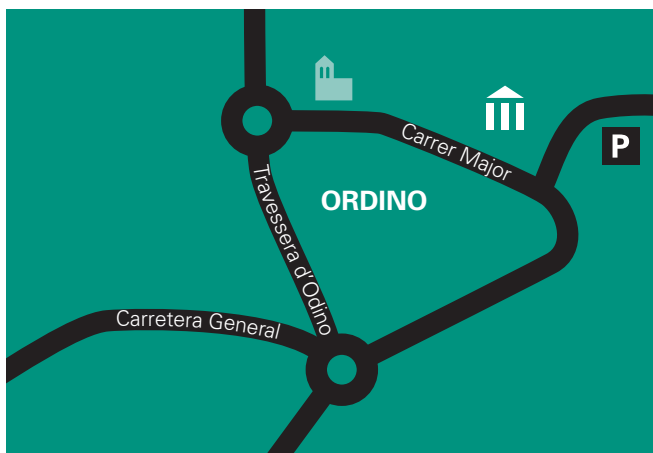 Carrer Major
P
ORDINO
Travessera d'Odino
Carretera General